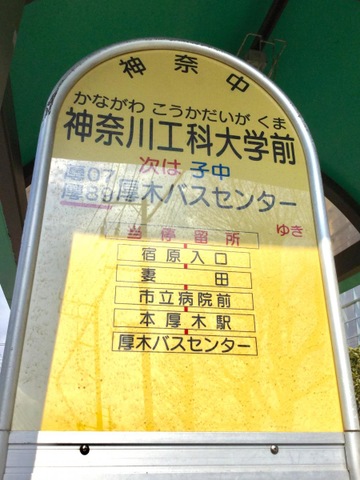 神奈中
かながわ こうかだいが くま
神奈川工科大学前
次は 子中
厚07
厚89 厚木バスセンター
ゆき
当停留所
宿原入口
妻田
市立病院前
本厚木駅
厚木バスセンター